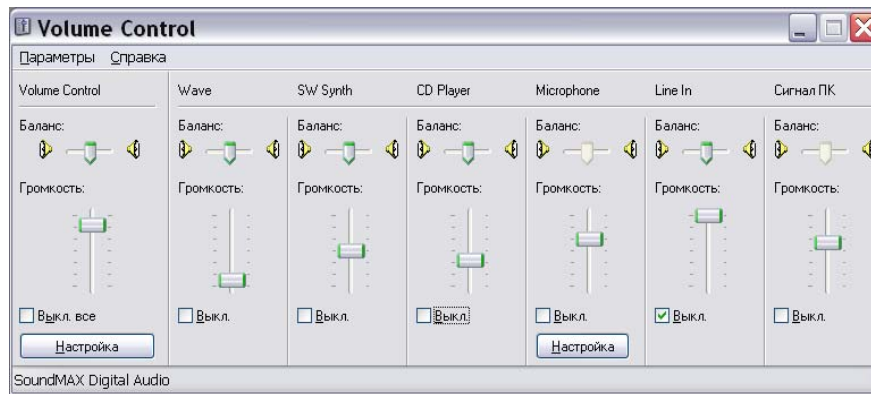 Volume Control
Параметры Справка
Volume Control Wave SW Synth CD Player Microphone Line In Сигнал ПК
Баланс: Баланс: Баланс: Баланс: Баланс: Баланс: Баланс:
Громкость: Громкость: Громкость: Громкость: Громкость: Громкость: Громкость:
Выкл. все Выкл. Выкл. Выкл. Выкл. Выкл. Выкл.
Настройка Настройка
SoundMAX Digital Audio